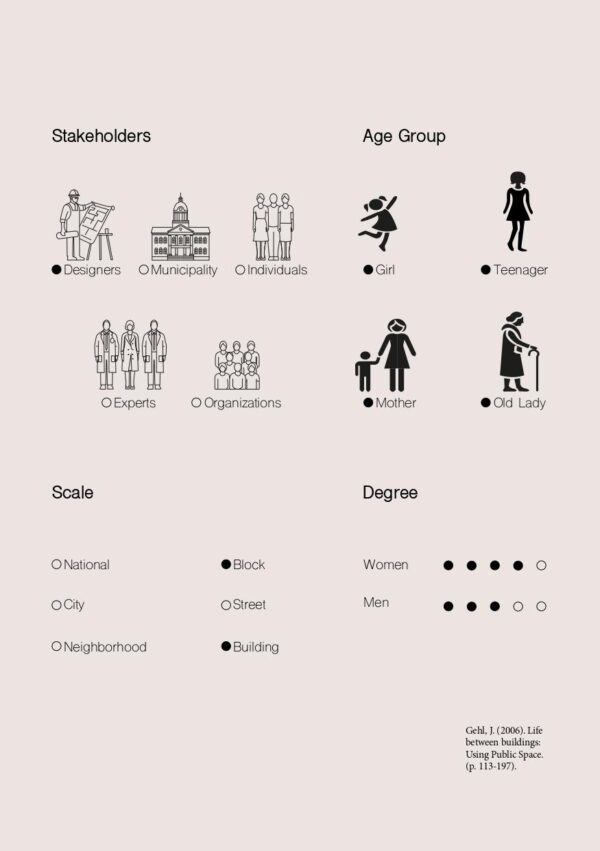 Stakeholders
Age Group
Designers
Municipality
Individuals
Girl
Teenager
Experts
Organizations
Mother
Old Lady
Scale
Degree
National
Block
Women
City
Street
Men
Neighborhood
Building
Gehl, J. (2006). Life
between buildings:
Using Public Space.
(p. 113-197).